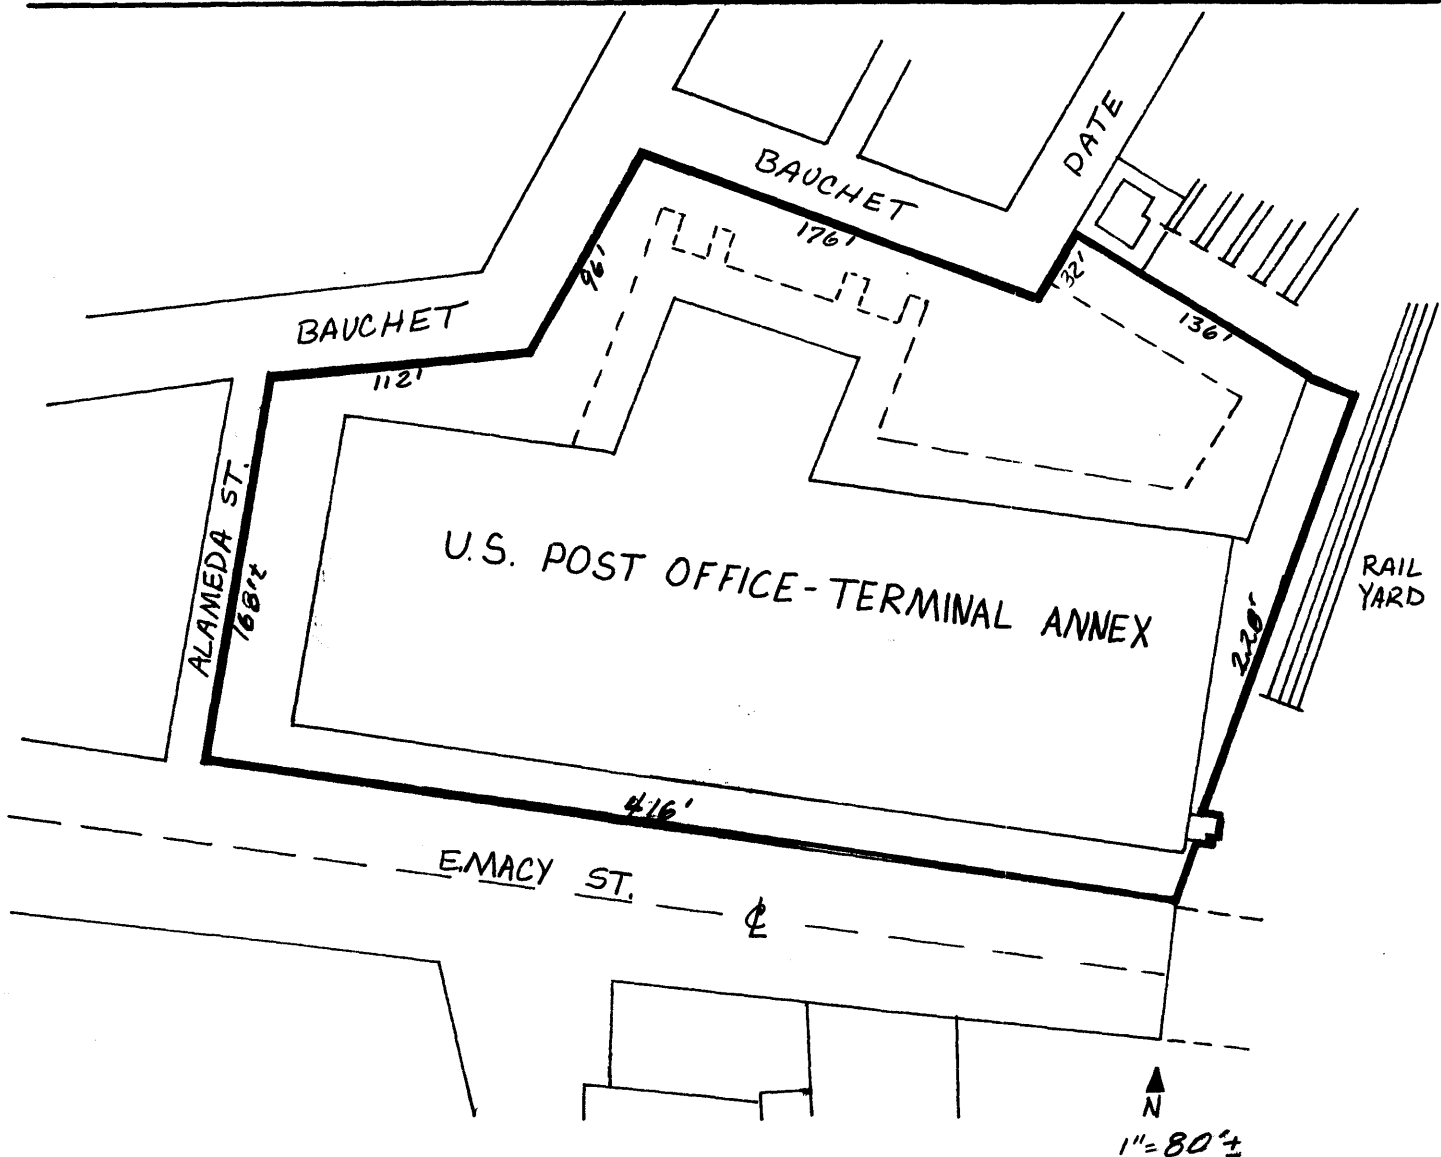 DATE
BAUCHET
176'
96'
32'
136'
BAUCHET
112'
ALAMEDA ST.
168'±
U.S. POST OFFICE - TERMINAL ANNEX
RAIL
YARD
220'
416'
E.MACY ST.
℄
N
1"=80'±